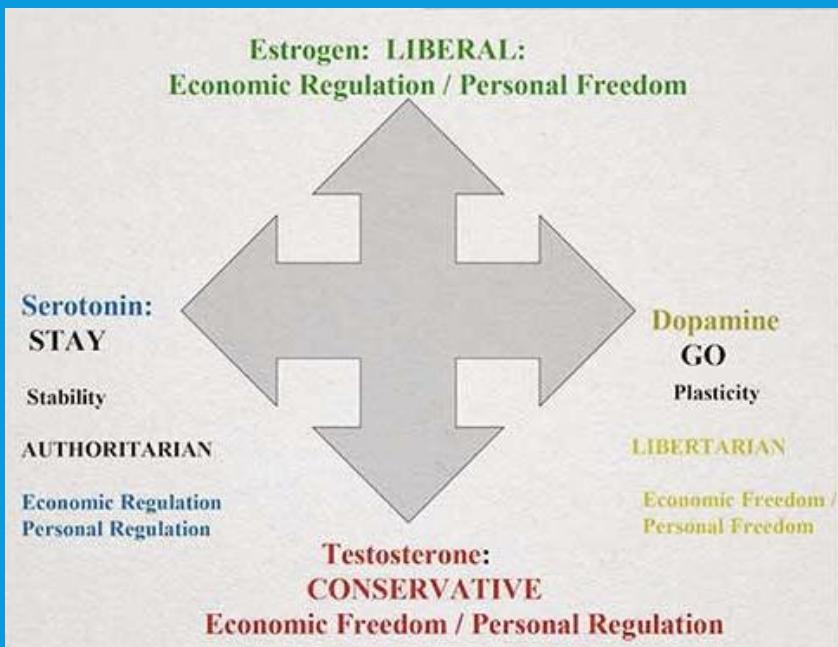 Estrogen: LIBERAL:
Economic Regulation / Personal Freedom
Serotonin:
STAY
Stability
AUTHORITARIAN
Economic Regulation
Personal Regulation
Dopamine
GO
Plasticity
LIBERTARIAN
Economic Freedom /
Personal Freedom
Testosterone:
CONSERVATIVE
Economic Freedom / Personal Regulation